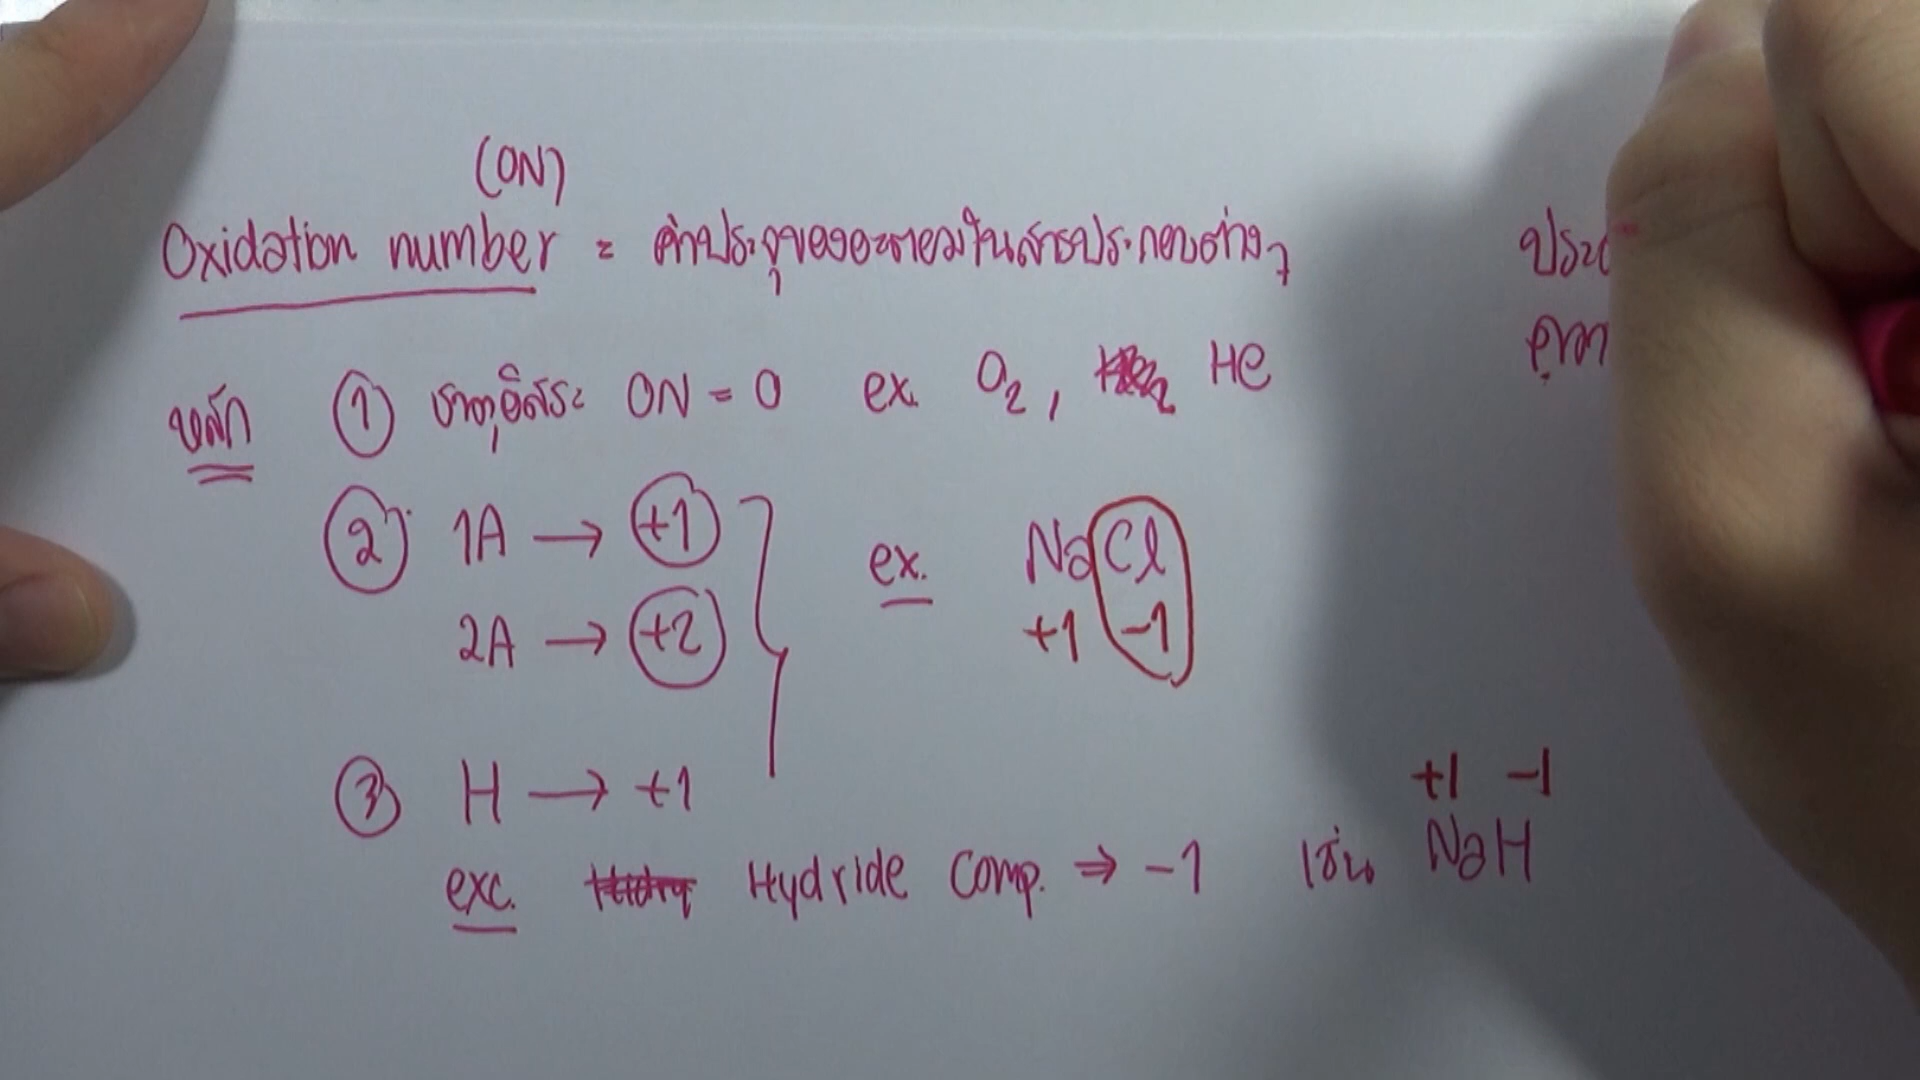 (ON)
Oxidation number = ค่าประจุของอะตอมในสารประกอบต่างๆ
หลัก ① ธาตุอิสระ ON = 0 ex. O₂, He
② 1A → +1
2A → +2
ex. NaCl
+1 -1
③ H → +1
+1 -1
exc. Hydride Comp. ⇒ -1 เช่น NaH